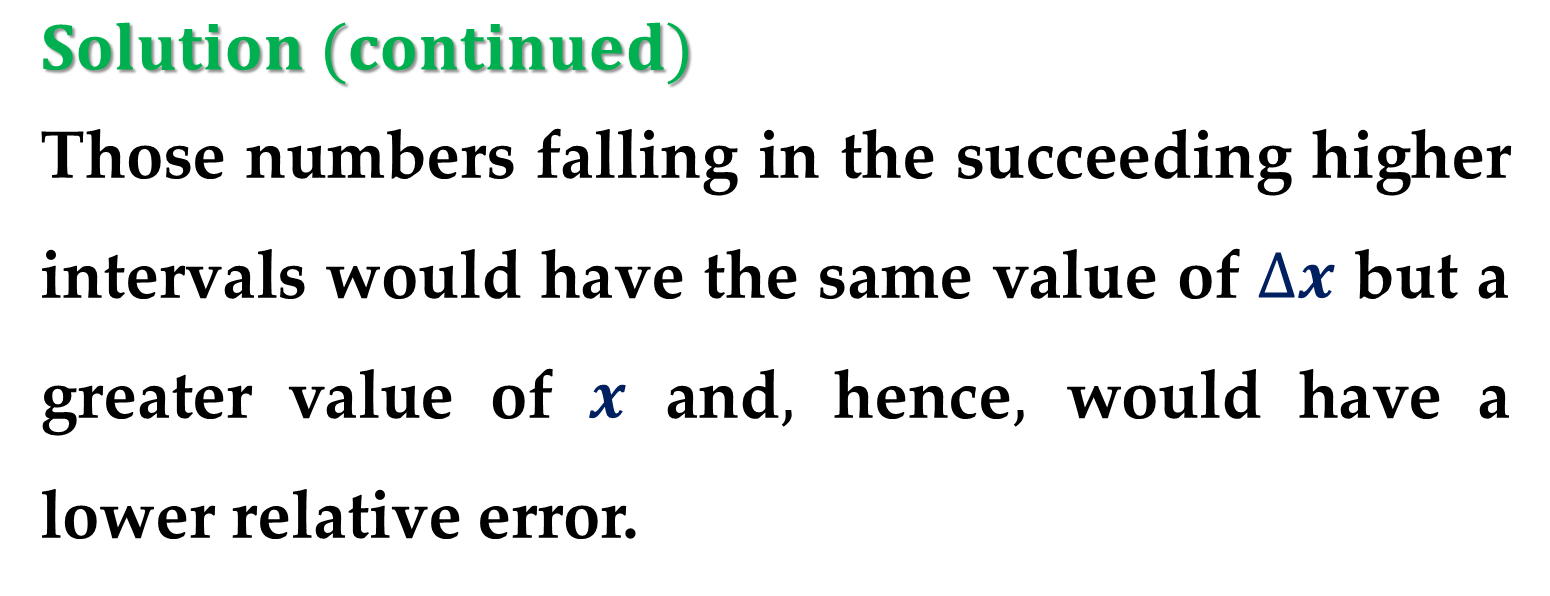 Solution (continued)
Those numbers falling in the succeeding higher
intervals would have the same value of Δx but a
greater value of x and, hence, would have a
lower relative error.